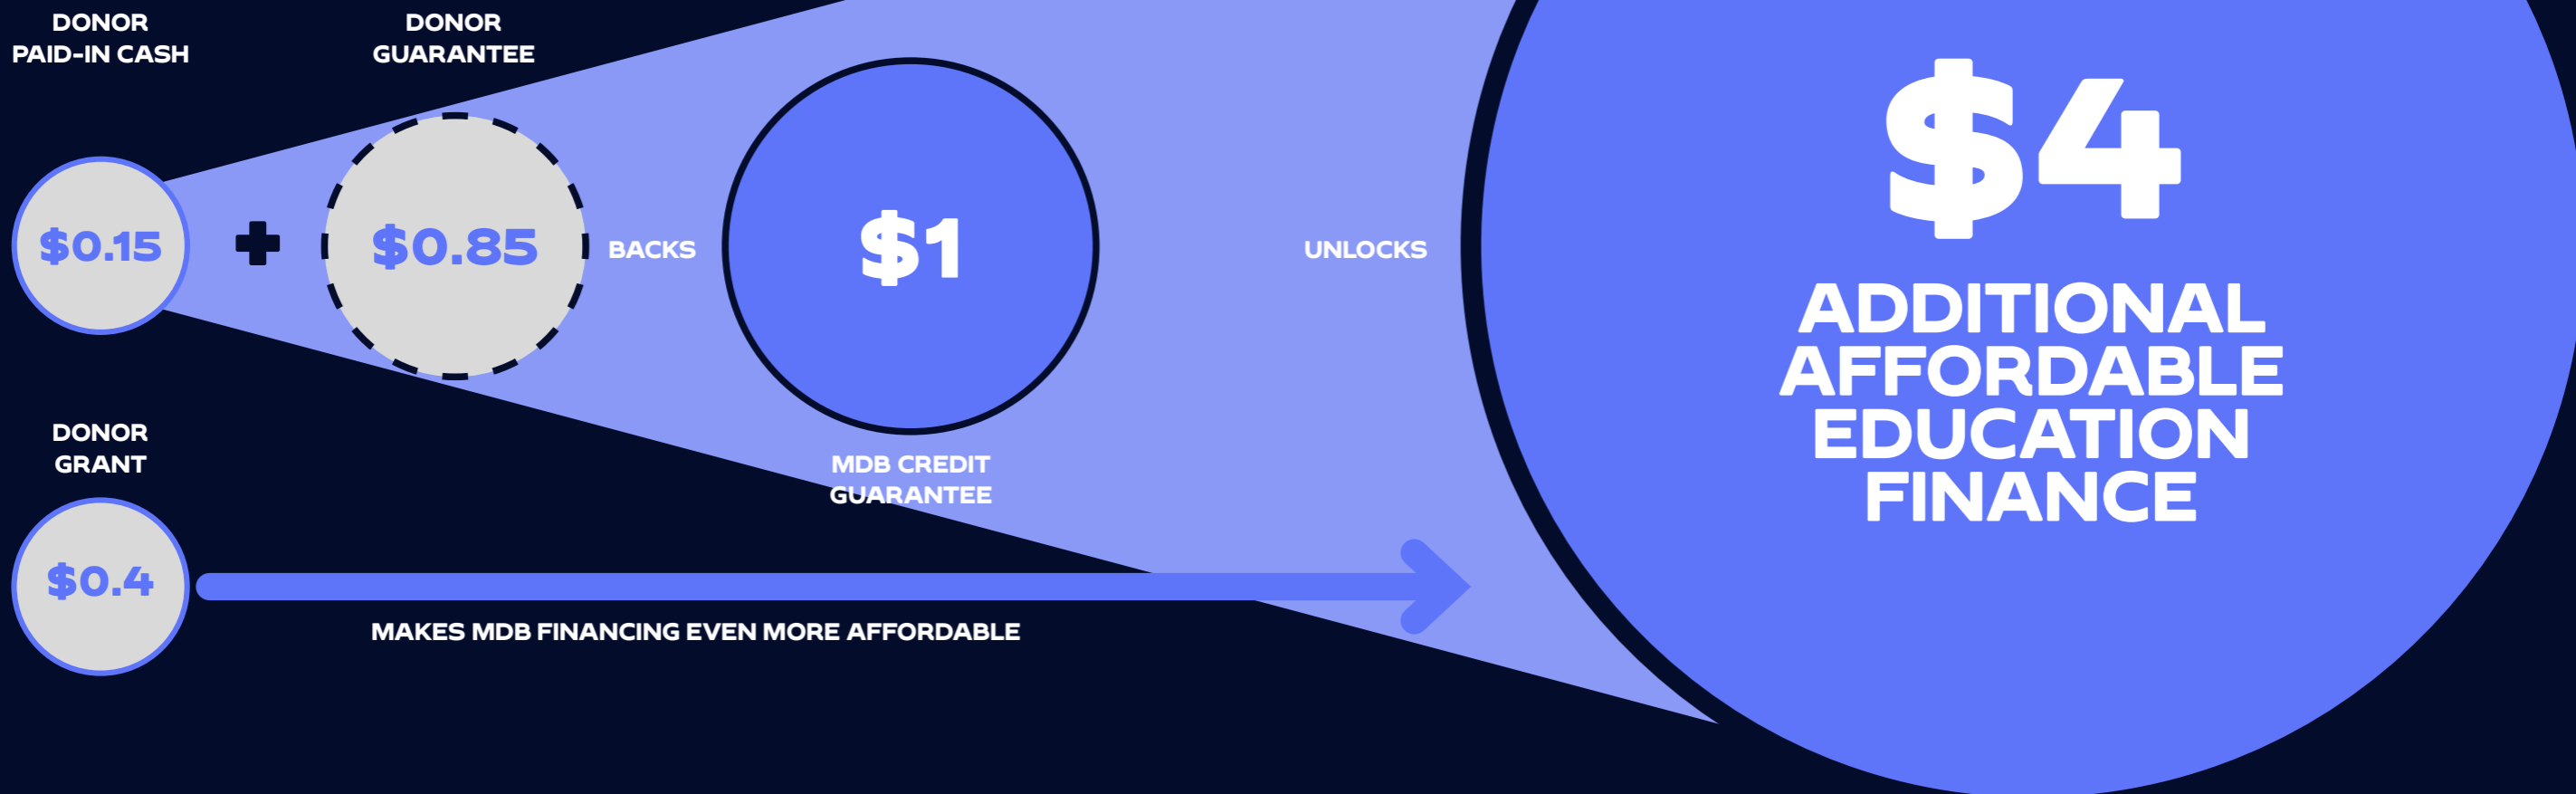 DONOR
PAID-IN CASH
DONOR
GUARANTEE
$0.15
+
$0.85
BACKS
$1
UNLOCKS
$4
ADDITIONAL
AFFORDABLE
EDUCATION
FINANCE
MDB CREDIT
GUARANTEE
DONOR
GRANT
$0.4
MAKES MDB FINANCING EVEN MORE AFFORDABLE